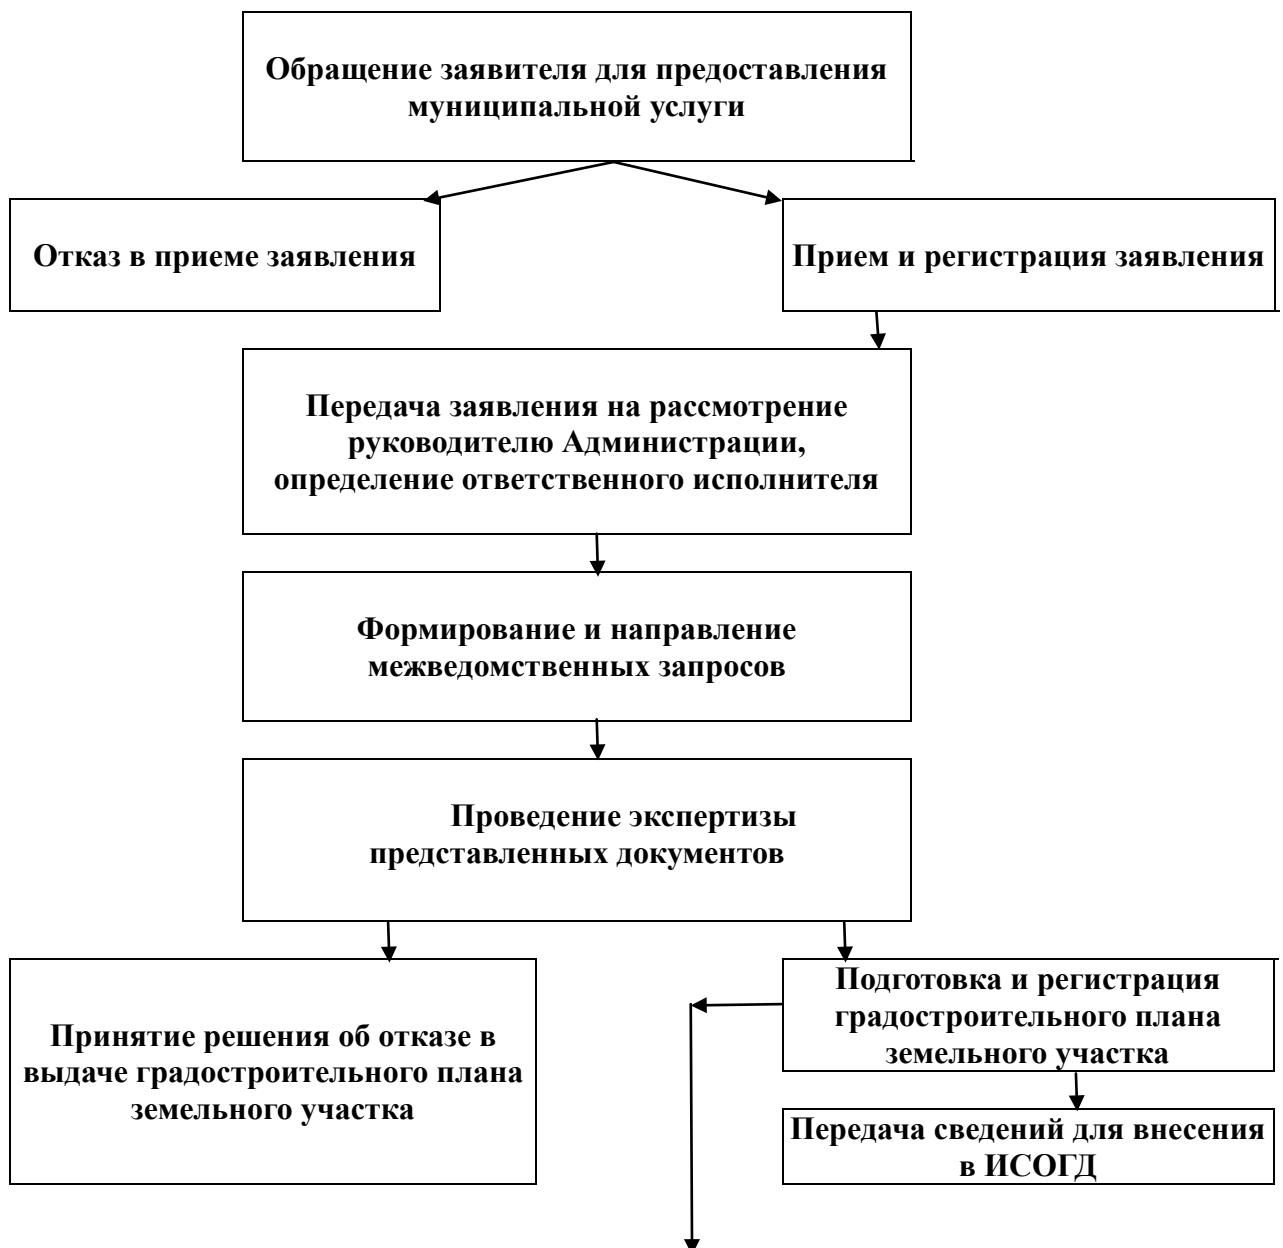 Обращение заявителя для предоставления
муниципальной услуги
Отказ в приеме заявления
Прием и регистрация заявления
Передача заявления на рассмотрение
руководителю Администрации,
определение ответственного исполнителя
Формирование и направление
межведомственных запросов
Проведение экспертизы
представленных документов
Принятие решения об отказе в
выдаче градостроительного плана
земельного участка
Подготовка и регистрация
градостроительного плана
земельного участка
Передача сведений для внесения
в ИСОГД